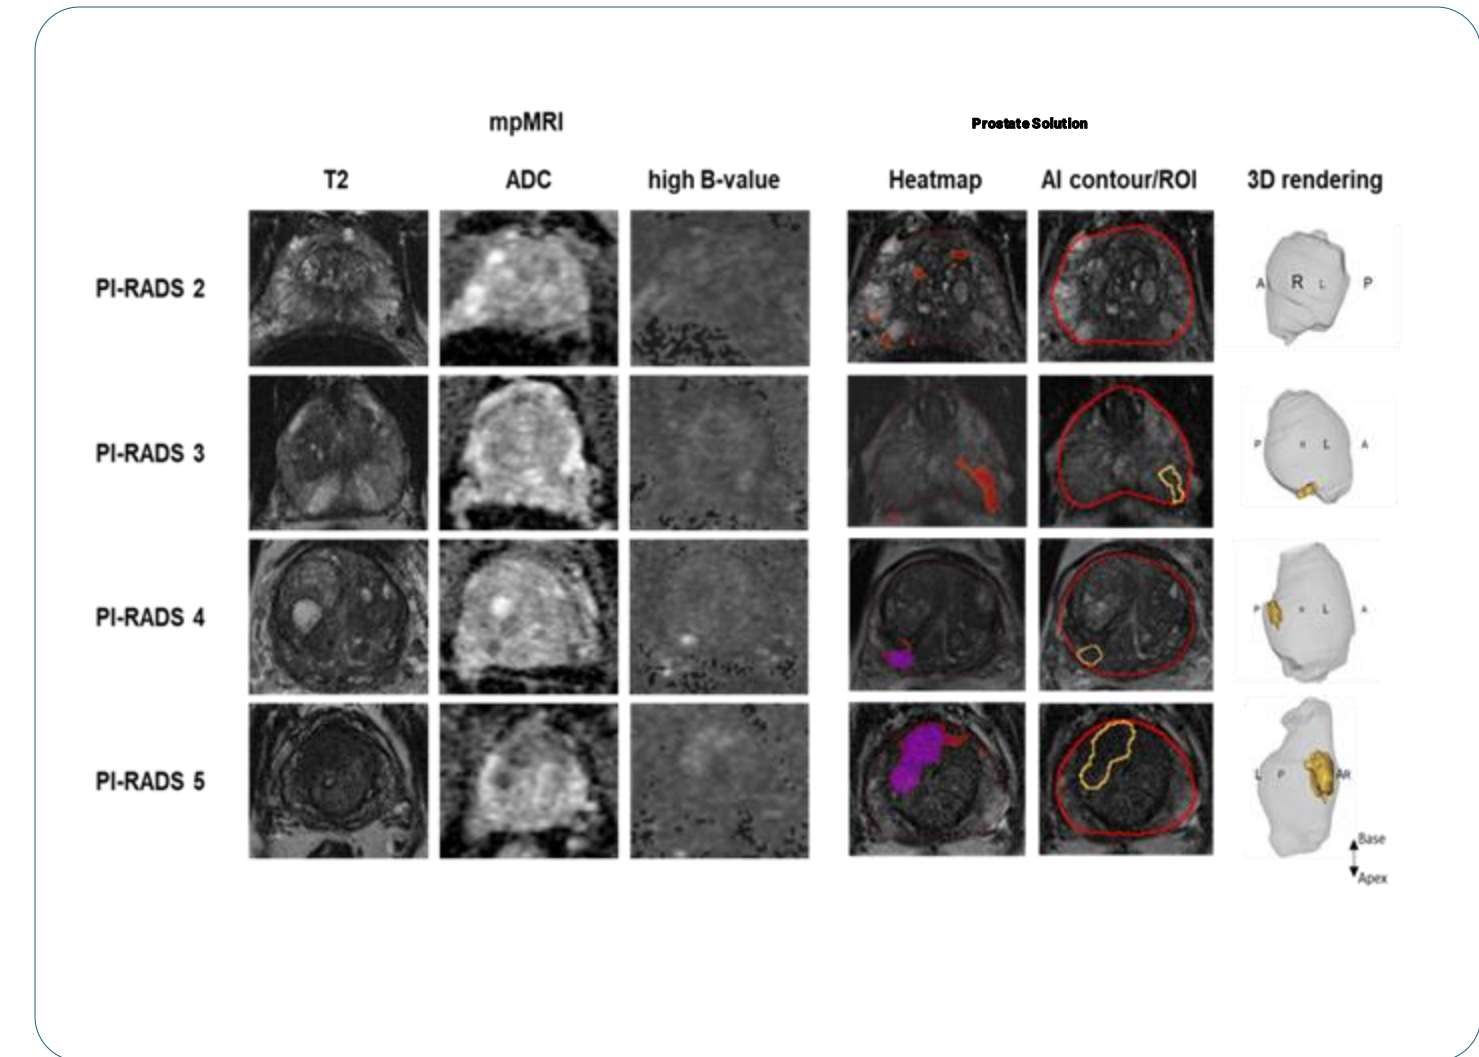 mpMRI
Prostate Solution
T2
ADC
high B-value
Heatmap
AI contour/ROI
3D rendering
PI-RADS 2
A R L P
PI-RADS 3
P L A
PI-RADS 4
P L A
PI-RADS 5
L P AR
Base
Apex